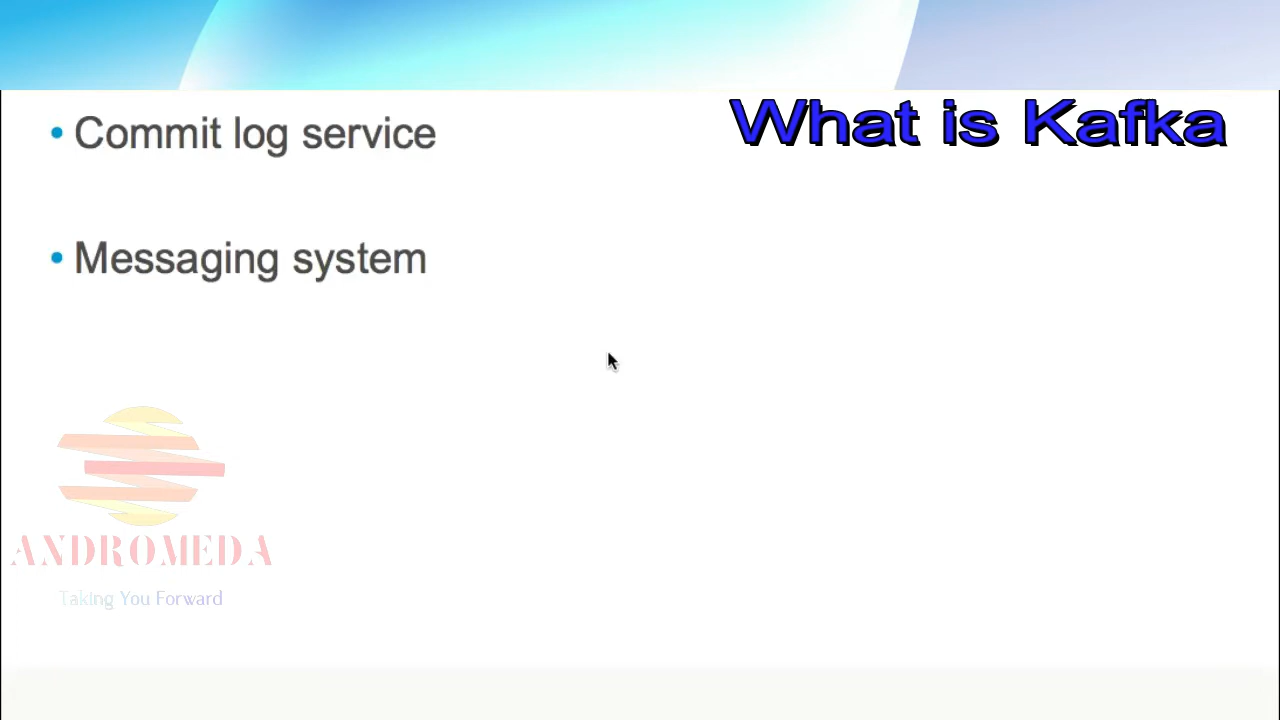 What is Kafka
• Commit log service
• Messaging system
ANDROMEDA
Taking You Forward